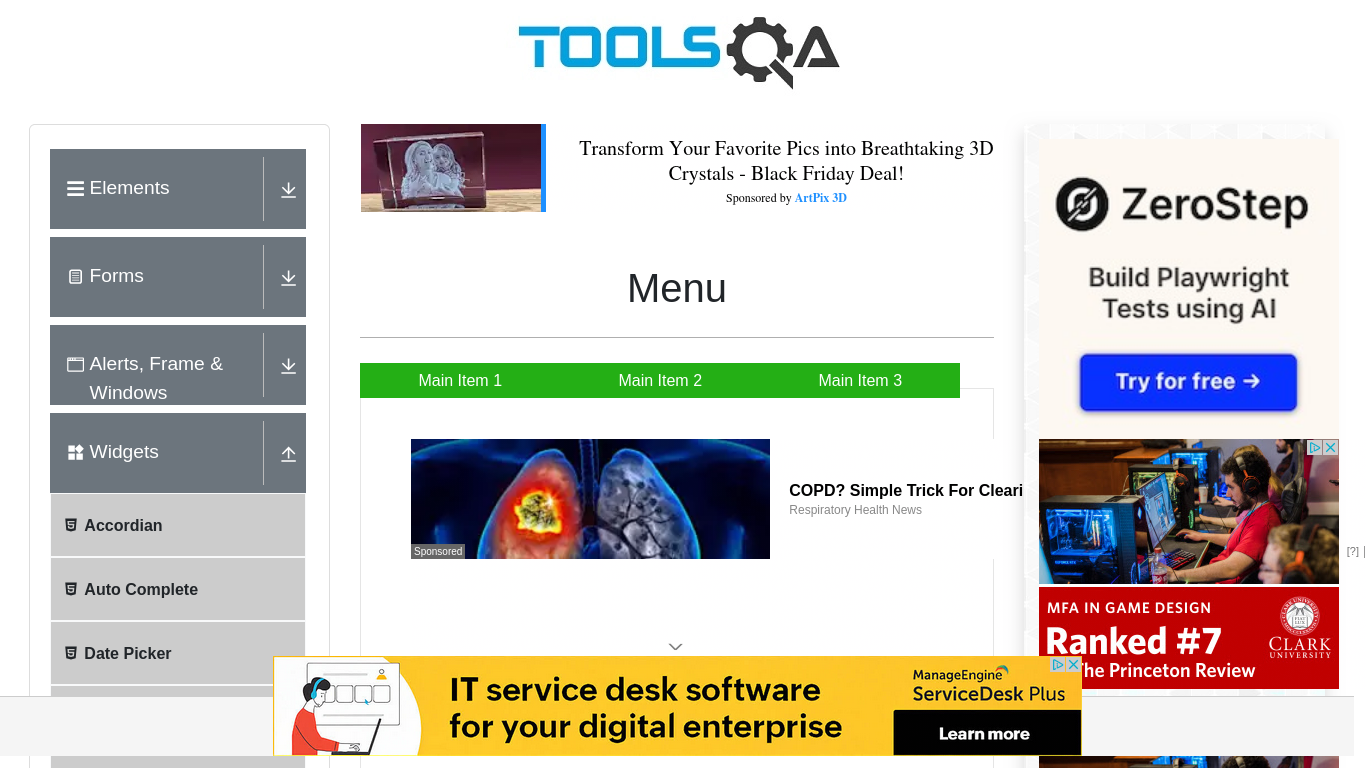 TOOLSQA
Elements
Forms
Alerts, Frame &
Windows
Widgets
Accordian
Auto Complete
Date Picker
Transform Your Favorite Pics into Breathtaking 3D
Crystals - Black Friday Deal!
Sponsored by ArtPix 3D
Menu
Main Item 1
Main Item 2
Main Item 3
Sponsored
COPD? Simple Trick For Cleari
Respiratory Health News
ZeroStep
Build Playwright
Tests using AI
Try for free →
[?]
MFA IN GAME DESIGN
Ranked #7
The Princeton Review
CLARK
UNIVERSITY
IT service desk software
for your digital enterprise
ManageEngine
ServiceDesk Plus
Learn more